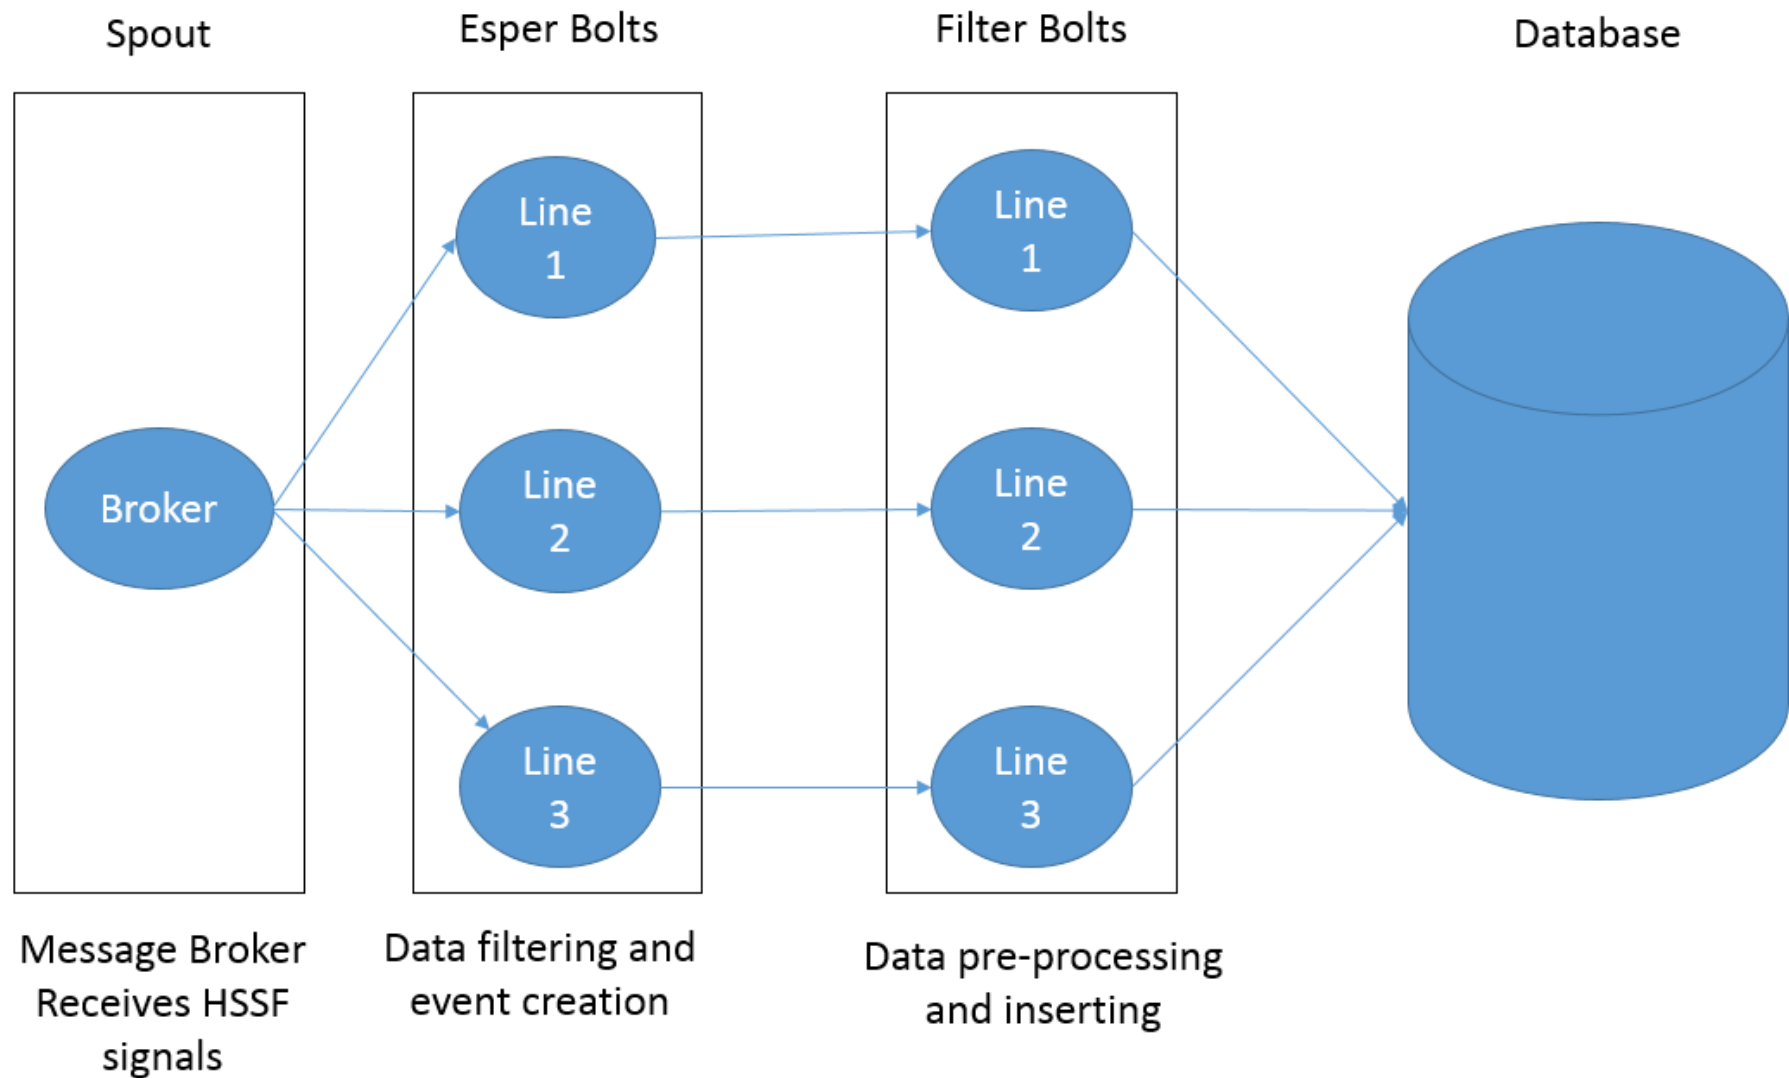 Spout
Esper Bolts
Filter Bolts
Database
Broker
Line
1
Line
2
Line
3
Line
1
Line
2
Line
3
Message Broker
Receives HSSF
signals
Data filtering and
event creation
Data pre-processing
and inserting